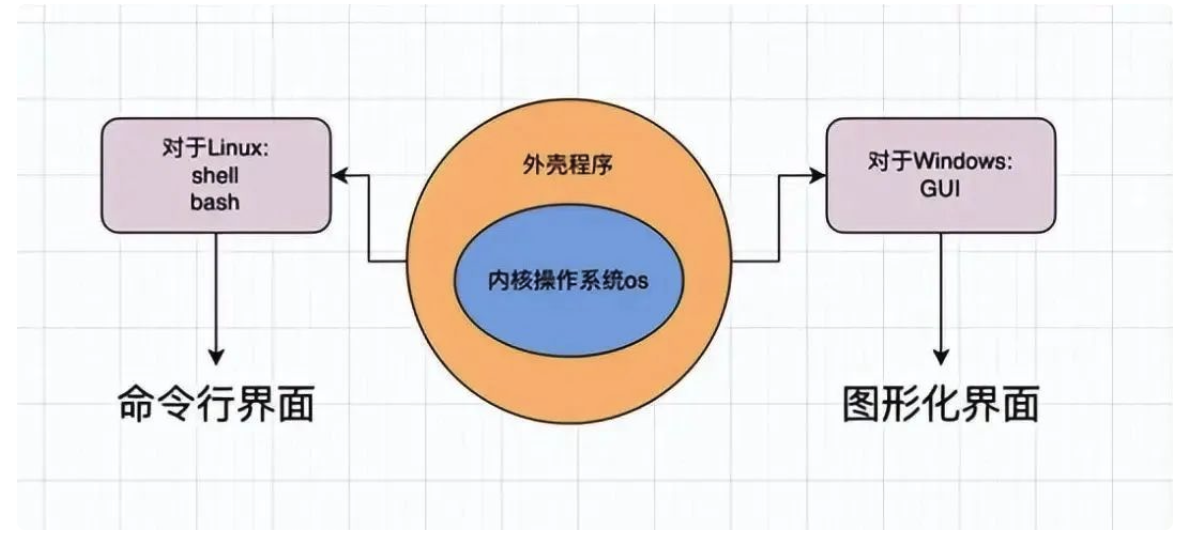 对于Linux:
shell
bash
外壳程序
对于Windows:
GUI
内核操作系统os
命令行界面
图形化界面